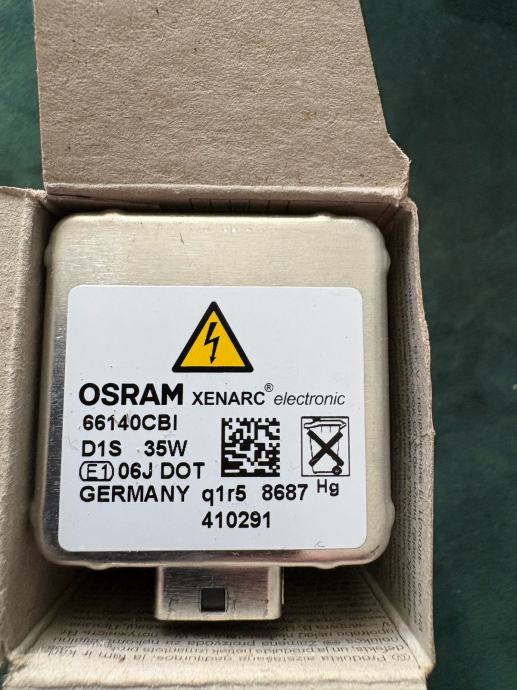 OSRAM XENARC® electronic
66140CBI
D1S 35W
E1 06J DOT
GERMANY q1r5 8687 Hg
410291